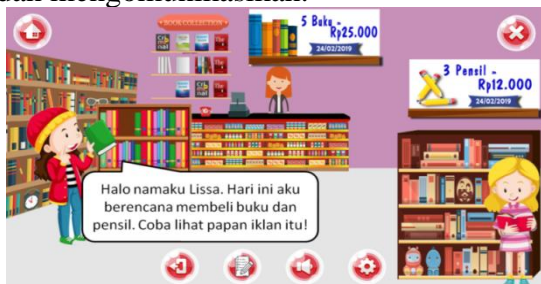 dan mengomunikasikan.
BOOK COLLECTION
5 Buku -
Rp25.000
24/02/2019
3 Pensil -
Rp12.000
24/02/2019
Halo namaku Lissa. Hari ini aku
berencana membeli buku dan
pensil. Coba lihat papan iklan itu!